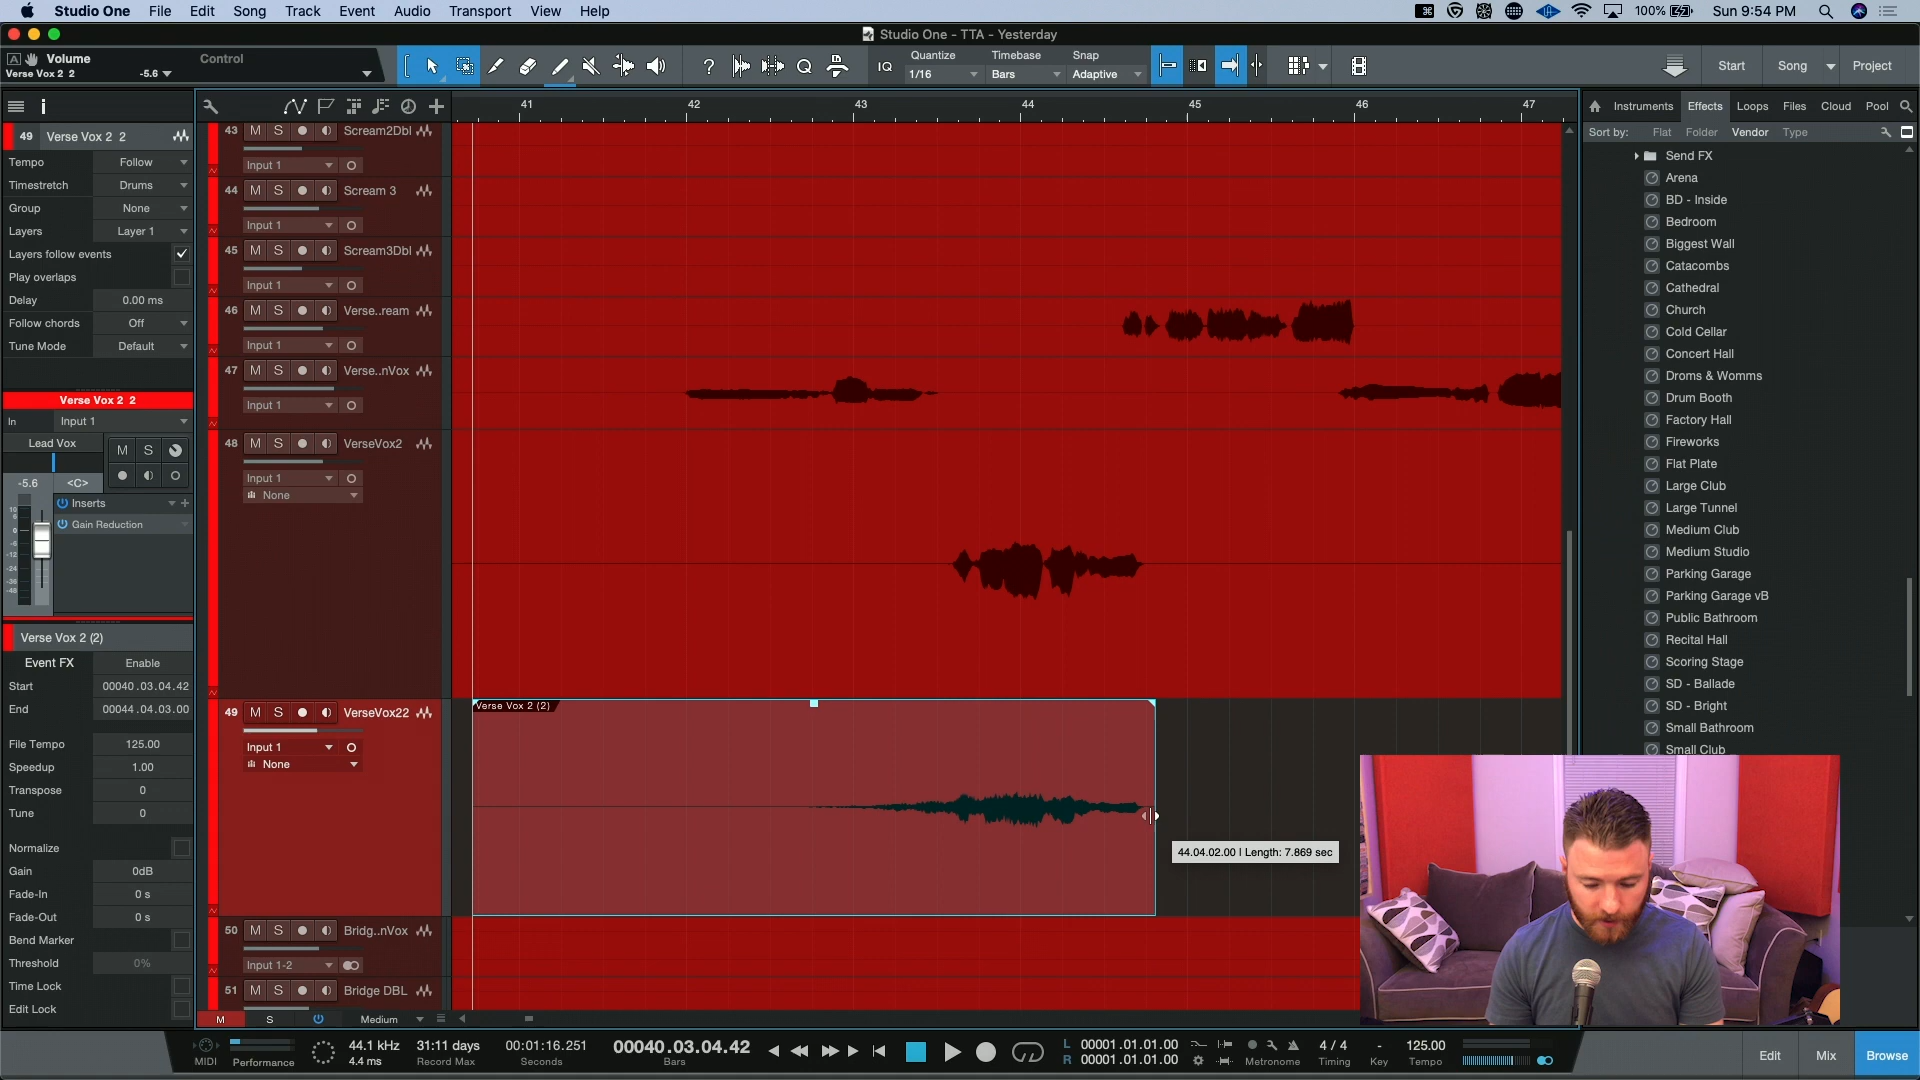 Studio One File Edit Song Track Event Audio Transport View Help 100% Sun 9:54 PM
Studio One - TTA - Yesterday
Volume Control
Verse Vox 2 2 -5.6
Quantize Timebase Snap
IQ 1/16 Bars Adaptive Start Song Project
41 42 43 44 45 46 47
Instruments Effects Loops Files Cloud Pool
Sort by: Flat Folder Vendor Type
49 Verse Vox 2 2
Tempo Follow
Timestretch Drums
Group None
Layers Layer 1
Layers follow events
Play overlaps
Delay 0.00 ms
Follow chords Off
Tune Mode Default
Verse Vox 2 2
In Input 1
Lead Vox M S
-5.6 <C>
Inserts
Gain Reduction
Verse Vox 2 (2)
Event FX Enable
Start 00040.03.04.42
End 00044.04.03.00
File Tempo 125.00
Speedup 1.00
Transpose 0
Tune 0
Normalize
Gain 0dB
Fade-In 0 s
Fade-Out 0 s
Bend Marker
Threshold 0%
Time Lock
Edit Lock
43 M S Scream2Dbl
Input 1
44 M S Scream 3
Input 1
45 M S Scream3Dbl
Input 1
46 M S Verse..ream
Input 1
47 M S Verse..nVox
Input 1
48 M S VerseVox2
Input 1
None
49 M S VerseVox22
Input 1
None
50 M S Bridg..nVox
Input 1-2
51 M S Bridge DBL
M S Medium
Verse Vox 2 (2)
44.04.02.00 | Length: 7.869 sec
Send FX
Arena
BD - Inside
Bedroom
Biggest Wall
Catacombs
Cathedral
Church
Cold Cellar
Concert Hall
Droms & Womms
Drum Booth
Factory Hall
Fireworks
Flat Plate
Large Club
Large Tunnel
Medium Club
Medium Studio
Parking Garage
Parking Garage vB
Public Bathroom
Recital Hall
Scoring Stage
SD - Ballade
SD - Bright
Small Bathroom
Small Club
MIDI Performance
44.1 kHz
4.4 ms
31:11 days
Record Max
00:01:16.251
Seconds
00040.03.04.42
Bars
L 00001.01.01.00
R 00001.01.01.00
Metronome
4 / 4
Timing
-
Key
125.00
Tempo
Edit Mix Browse